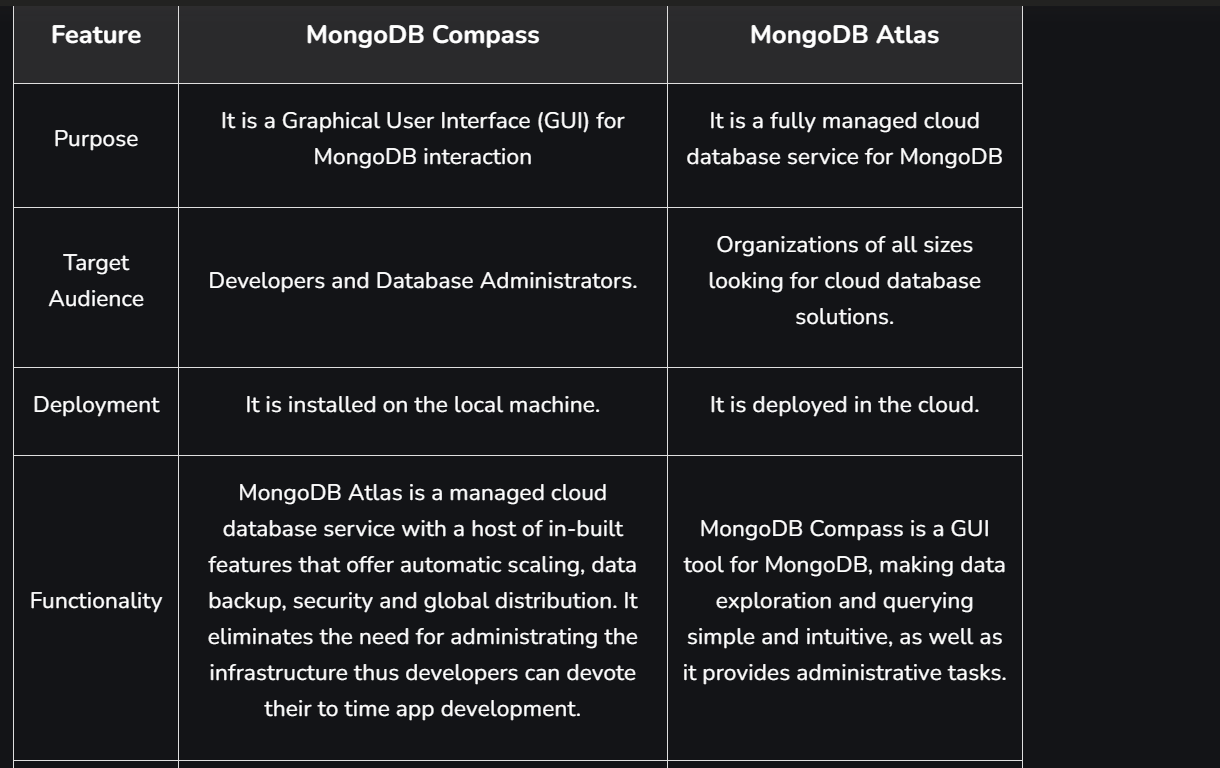 Feature
MongoDB Compass
MongoDB Atlas
Purpose
It is a Graphical User Interface (GUI) for
MongoDB interaction
It is a fully managed cloud
database service for MongoDB
Target
Audience
Developers and Database Administrators.
Organizations of all sizes
looking for cloud database
solutions.
Deployment
It is installed on the local machine.
It is deployed in the cloud.
Functionality
MongoDB Atlas is a managed cloud
database service with a host of in-built
features that offer automatic scaling, data
backup, security and global distribution. It
eliminates the need for administrating the
infrastructure thus developers can devote
their to time app development.
MongoDB Compass is a GUI
tool for MongoDB, making data
exploration and querying
simple and intuitive, as well as
it provides administrative tasks.